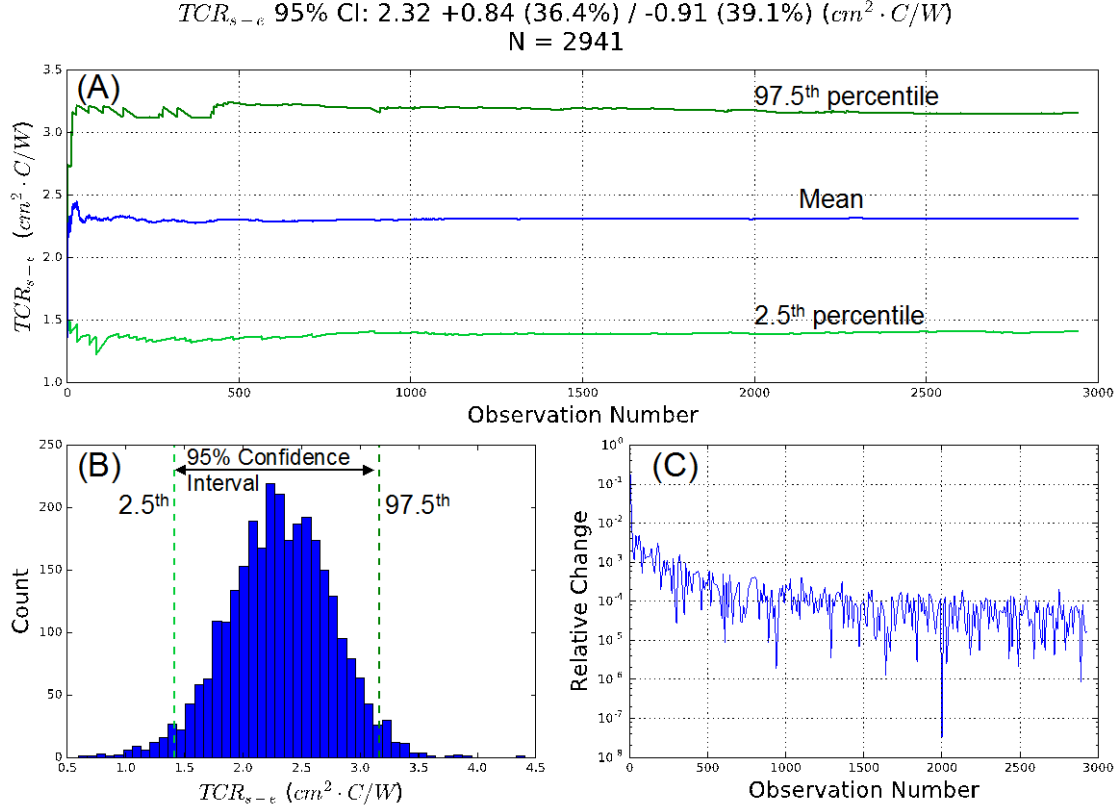 TCRs−e 95% CI: 2.32 +0.84 (36.4%) / -0.91 (39.1%) (cm² · C/W)
N = 2941
(A)
3.5
3.0
2.5
2.0
1.5
1.0
TCRs−e (cm² · C/W)
97.5th percentile
Mean
2.5th percentile
0
500
1000
1500
2000
2500
3000
Observation Number
(B)
250
200
150
100
50
0
Count
95% Confidence
Interval
2.5th
97.5th
0.5
1.0
1.5
2.0
2.5
3.0
3.5
4.0
4.5
TCRs−e (cm² · C/W)
(C)
10⁰
10⁻¹
10⁻²
10⁻³
10⁻⁴
10⁻⁵
10⁻⁶
10⁻⁷
10⁻⁸
Relative Change
0
500
1000
1500
2000
2500
3000
Observation Number